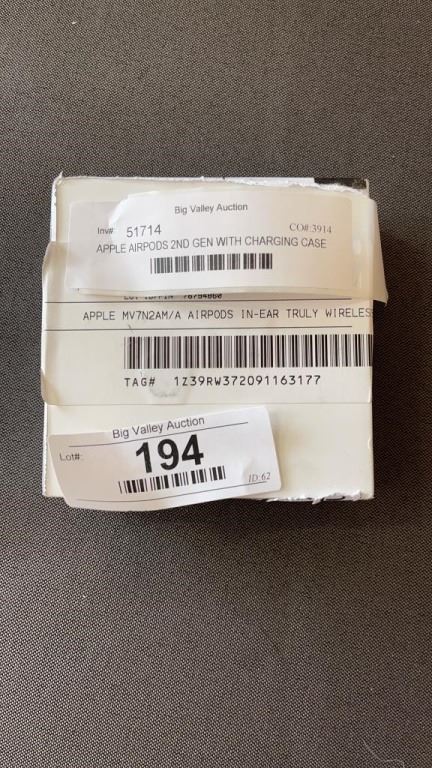 Big Valley Auction
Inv#: 51714 CO#:3914
APPLE AIRPODS 2ND GEN WITH CHARGING CASE
APPLE MV7N2AM/A AIRPODS IN-EAR TRULY WIRELES
TAG# 1Z39RW372091163177
Big Valley Auction
Lot#: 194
ID:62